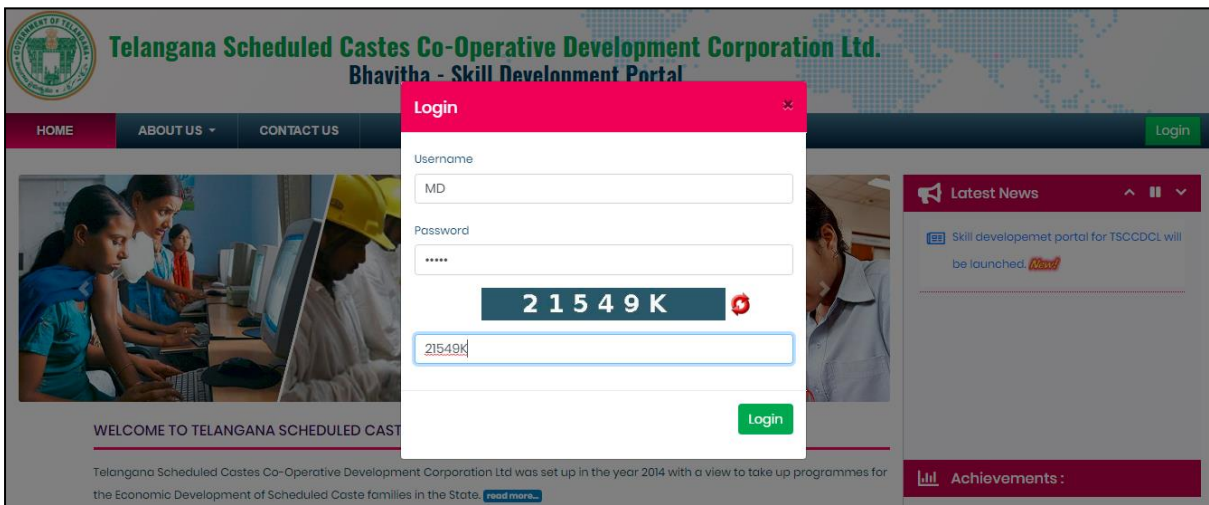 Telangana Scheduled Castes Co-Operative Development Corporation Ltd.
Bhavitha - Skill Development Portal
Login
×
HOME
ABOUT US
CONTACT US
Login
Username
MD
Password
•••••
21549K
21549K
Login
Latest News
Skill developemet portal for TSCCDCL will
be launched. New!
WELCOME TO TELANGANA SCHEDULED CAST
Telangana Scheduled Castes Co-Operative Development Corporation Ltd was set up in the year 2014 with a view to take up programmes for
the Economic Development of Scheduled Caste families in the State. read more...
Achievements :